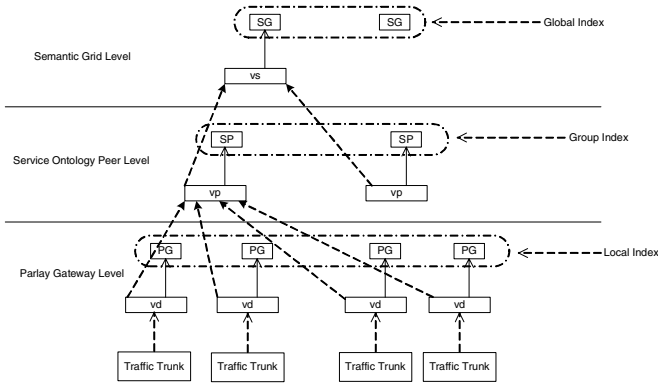 SG SG Global Index
Semantic Grid Level
vs
SP SP Group Index
Service Ontology Peer Level
vp vp
PG PG PG PG Local Index
Parlay Gateway Level
vd vd vd vd
Traffic Trunk Traffic Trunk Traffic Trunk Traffic Trunk